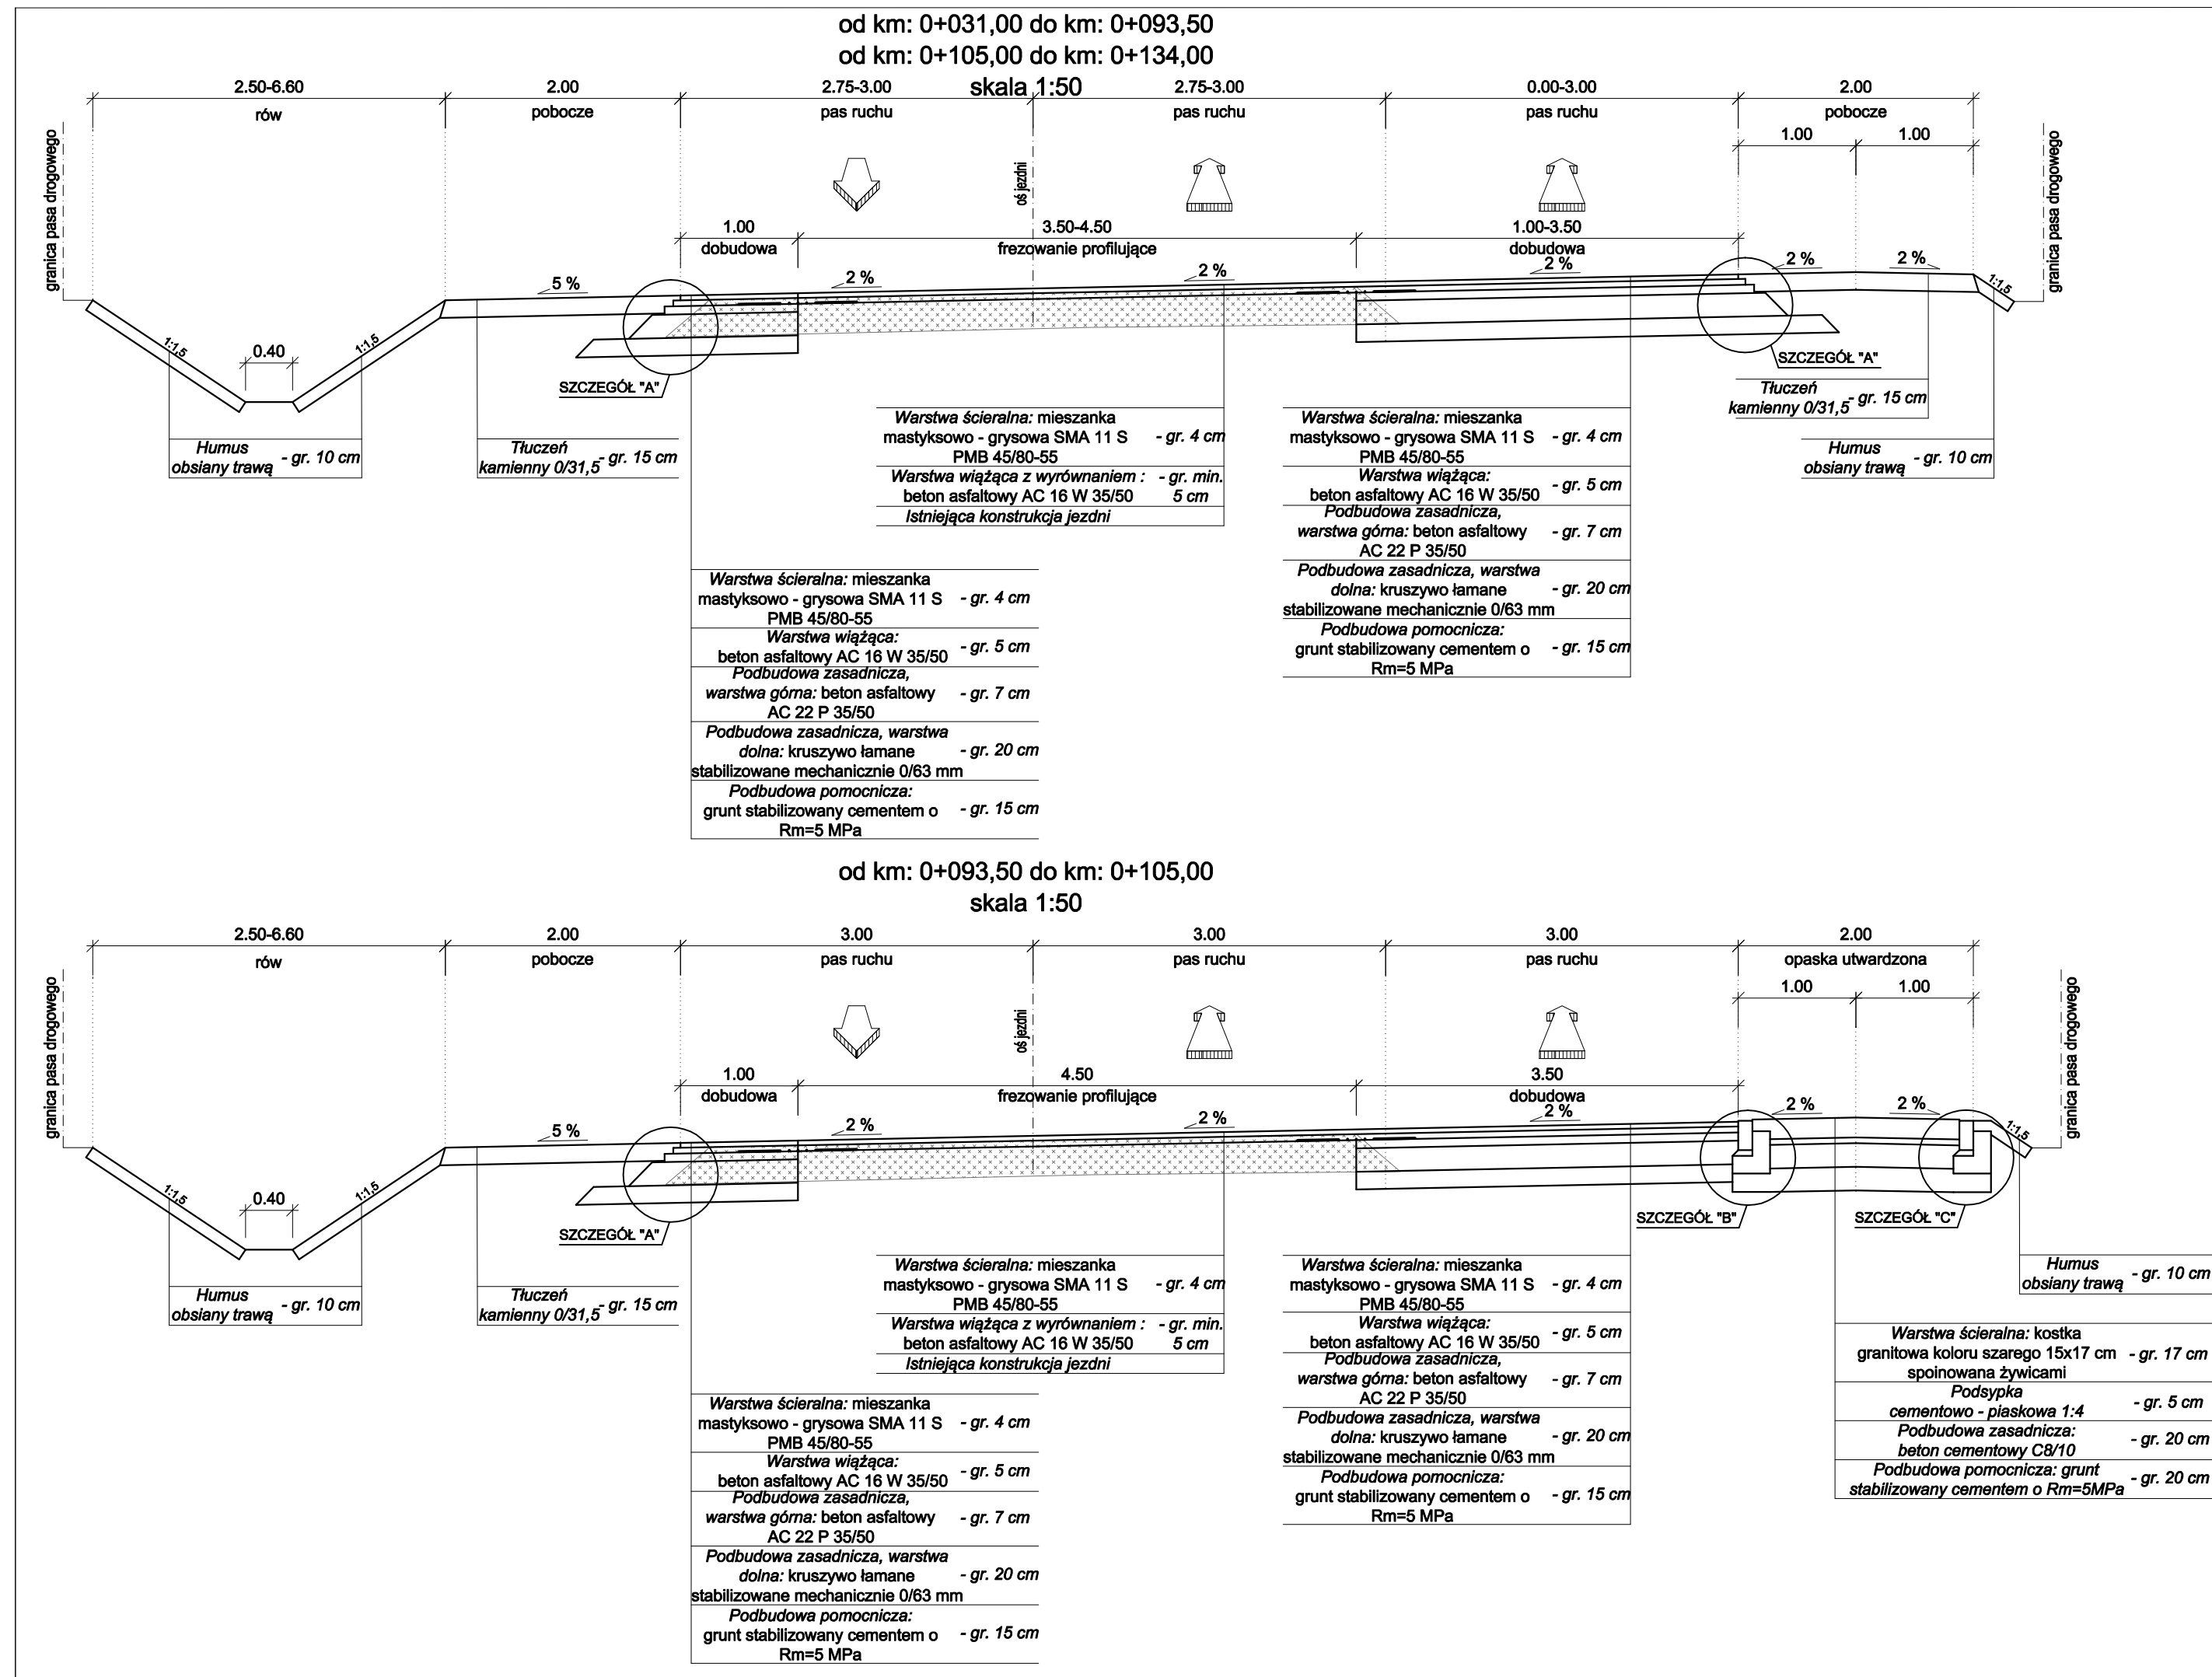 od km: 0+031,00 do km: 0+093,50
od km: 0+105,00 do km: 0+134,00
skala 1:50
2.50-6.60
2.00
2.75-3.00
2.75-3.00
0.00-3.00
2.00
rów
pobocze
pas ruchu
pas ruchu
pas ruchu
pobocze
1.00
1.00
granica pasa drogowego
oś jezdni
granica pasa drogowego
1.00
3.50-4.50
1.00-3.50
dobudowa
frezowanie profilujące
dobudowa
5 %
2 %
2 %
2 %
2 %
2 %
1:1,5
0.40
1:1,5
1:1,5
SZCZEGÓŁ "A"
SZCZEGÓŁ "A"
Humus
obsiany trawą - gr. 10 cm
Tłuczeń
kamienny 0/31,5 - gr. 15 cm
Warstwa ścieralna: mieszanka
mastyksowo - grysowa SMA 11 S - gr. 4 cm
PMB 45/80-55
Warstwa wiążąca z wyrównaniem : - gr. min.
beton asfaltowy AC 16 W 35/50 5 cm
Istniejąca konstrukcja jezdni
Warstwa ścieralna: mieszanka
mastyksowo - grysowa SMA 11 S - gr. 4 cm
PMB 45/80-55
Warstwa wiążąca:
beton asfaltowy AC 16 W 35/50 - gr. 5 cm
Podbudowa zasadnicza,
warstwa górna: beton asfaltowy - gr. 7 cm
AC 22 P 35/50
Podbudowa zasadnicza, warstwa
dolna: kruszywo łamane - gr. 20 cm
stabilizowane mechanicznie 0/63 mm
Podbudowa pomocnicza:
grunt stabilizowany cementem o - gr. 15 cm
Rm=5 MPa
Tłuczeń
kamienny 0/31,5 - gr. 15 cm
Humus
obsiany trawą - gr. 10 cm
Warstwa ścieralna: mieszanka
mastyksowo - grysowa SMA 11 S - gr. 4 cm
PMB 45/80-55
Warstwa wiążąca:
beton asfaltowy AC 16 W 35/50 - gr. 5 cm
Podbudowa zasadnicza,
warstwa górna: beton asfaltowy - gr. 7 cm
AC 22 P 35/50
Podbudowa zasadnicza, warstwa
dolna: kruszywo łamane - gr. 20 cm
stabilizowane mechanicznie 0/63 mm
Podbudowa pomocnicza:
grunt stabilizowany cementem o - gr. 15 cm
Rm=5 MPa
od km: 0+093,50 do km: 0+105,00
skala 1:50
2.50-6.60
2.00
3.00
3.00
3.00
2.00
rów
pobocze
pas ruchu
pas ruchu
pas ruchu
opaska utwardzona
1.00
1.00
granica pasa drogowego
oś jezdni
granica pasa drogowego
1.00
4.50
3.50
dobudowa
frezowanie profilujące
dobudowa
5 %
2 %
2 %
2 %
2 %
2 %
1:1,5
0.40
1:1,5
1:1,5
SZCZEGÓŁ "A"
SZCZEGÓŁ "B"
SZCZEGÓŁ "C"
Humus
obsiany trawą - gr. 10 cm
Tłuczeń
kamienny 0/31,5 - gr. 15 cm
Warstwa ścieralna: mieszanka
mastyksowo - grysowa SMA 11 S - gr. 4 cm
PMB 45/80-55
Warstwa wiążąca z wyrównaniem : - gr. min.
beton asfaltowy AC 16 W 35/50 5 cm
Istniejąca konstrukcja jezdni
Warstwa ścieralna: mieszanka
mastyksowo - grysowa SMA 11 S - gr. 4 cm
PMB 45/80-55
Warstwa wiążąca:
beton asfaltowy AC 16 W 35/50 - gr. 5 cm
Podbudowa zasadnicza,
warstwa górna: beton asfaltowy - gr. 7 cm
AC 22 P 35/50
Podbudowa zasadnicza, warstwa
dolna: kruszywo łamane - gr. 20 cm
stabilizowane mechanicznie 0/63 mm
Podbudowa pomocnicza:
grunt stabilizowany cementem o - gr. 15 cm
Rm=5 MPa
Humus
obsiany trawą - gr. 10 cm
Warstwa ścieralna: kostka
granitowa koloru szarego 15x17 cm - gr. 17 cm
spoinowana żywicami
Podsypka
cementowo - piaskowa 1:4 - gr. 5 cm
Podbudowa zasadnicza:
beton cementowy C8/10 - gr. 20 cm
Podbudowa pomocnicza: grunt
stabilizowany cementem o Rm=5MPa - gr. 20 cm
Warstwa ścieralna: mieszanka
mastyksowo - grysowa SMA 11 S - gr. 4 cm
PMB 45/80-55
Warstwa wiążąca:
beton asfaltowy AC 16 W 35/50 - gr. 5 cm
Podbudowa zasadnicza,
warstwa górna: beton asfaltowy - gr. 7 cm
AC 22 P 35/50
Podbudowa zasadnicza, warstwa
dolna: kruszywo łamane - gr. 20 cm
stabilizowane mechanicznie 0/63 mm
Podbudowa pomocnicza:
grunt stabilizowany cementem o - gr. 15 cm
Rm=5 MPa